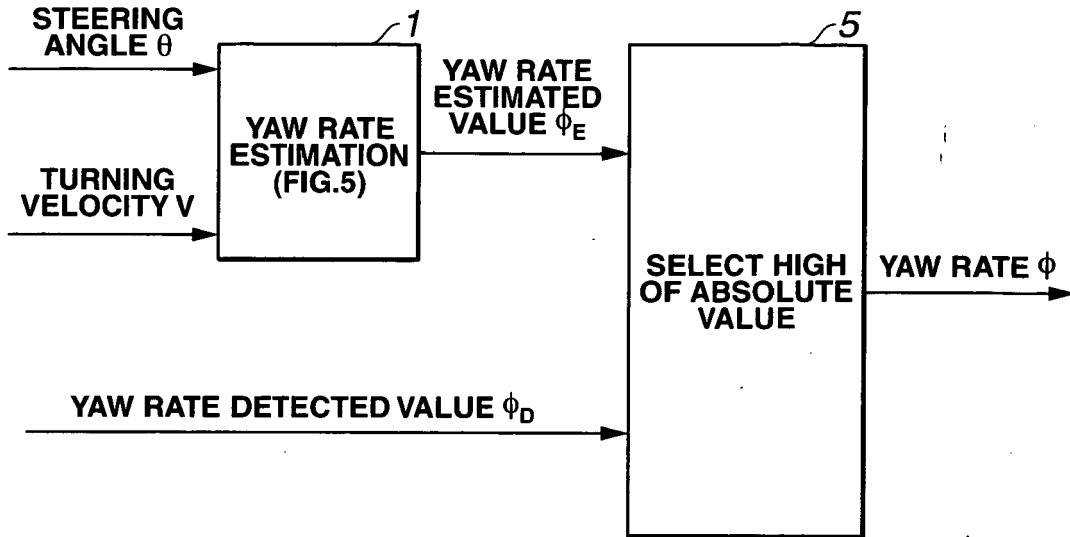 STEERING
ANGLE θ
1
5
YAW RATE
ESTIMATED
VALUE ϕE
YAW RATE
ESTIMATION
(FIG.5)
TURNING
VELOCITY V
SELECT HIGH
OF ABSOLUTE
VALUE
YAW RATE ϕ
YAW RATE DETECTED VALUE ϕD